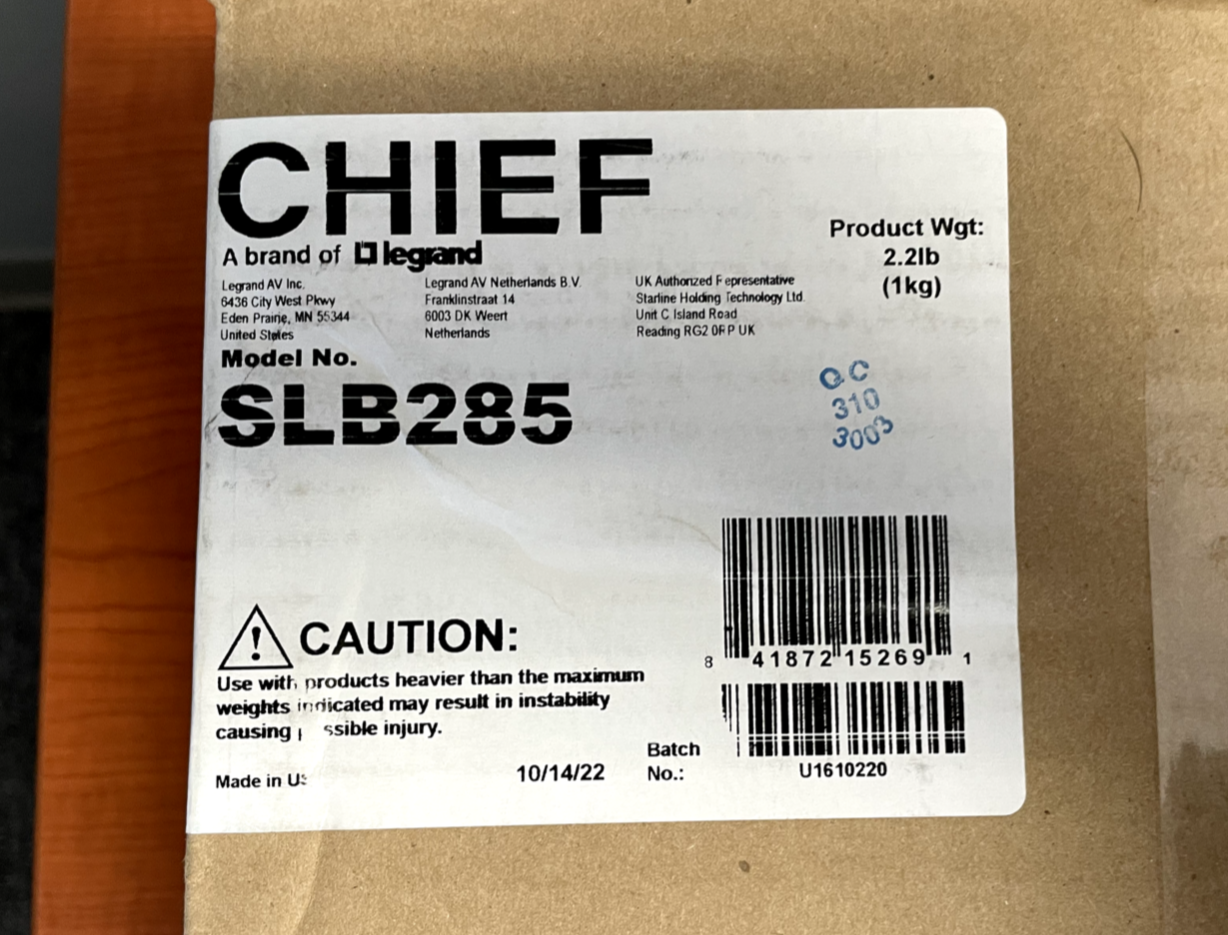 CHIEF
A brand of legrand
Legrand AV Inc.
6436 City West Pkwy
Eden Prairie, MN 55344
United States
Legrand AV Netherlands B.V.
Franklinstraat 14
6003 DK Weert
Netherlands
UK Authorized Representative
Starline Holding Technology Ltd.
Unit C Island Road
Reading RG2 0RP UK
Product Wgt:
2.2lb
(1kg)
Model No.
SLB285
QC
310
3003
CAUTION:
Use with products heavier than the maximum
weights indicated may result in instability
causing possible injury.
8 41872 15269 1
Made in US
10/14/22
Batch
No.:
U1610220